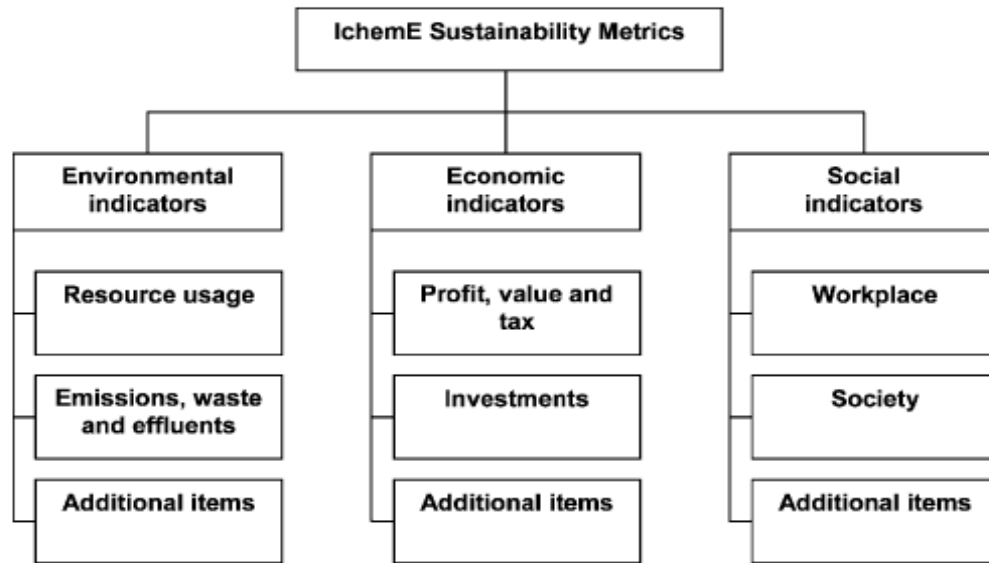 IchemE Sustainability Metrics
Environmental
indicators
Economic
indicators
Social
indicators
Resource usage
Profit, value and
tax
Workplace
Emissions, waste
and effluents
Investments
Society
Additional items
Additional items
Additional items